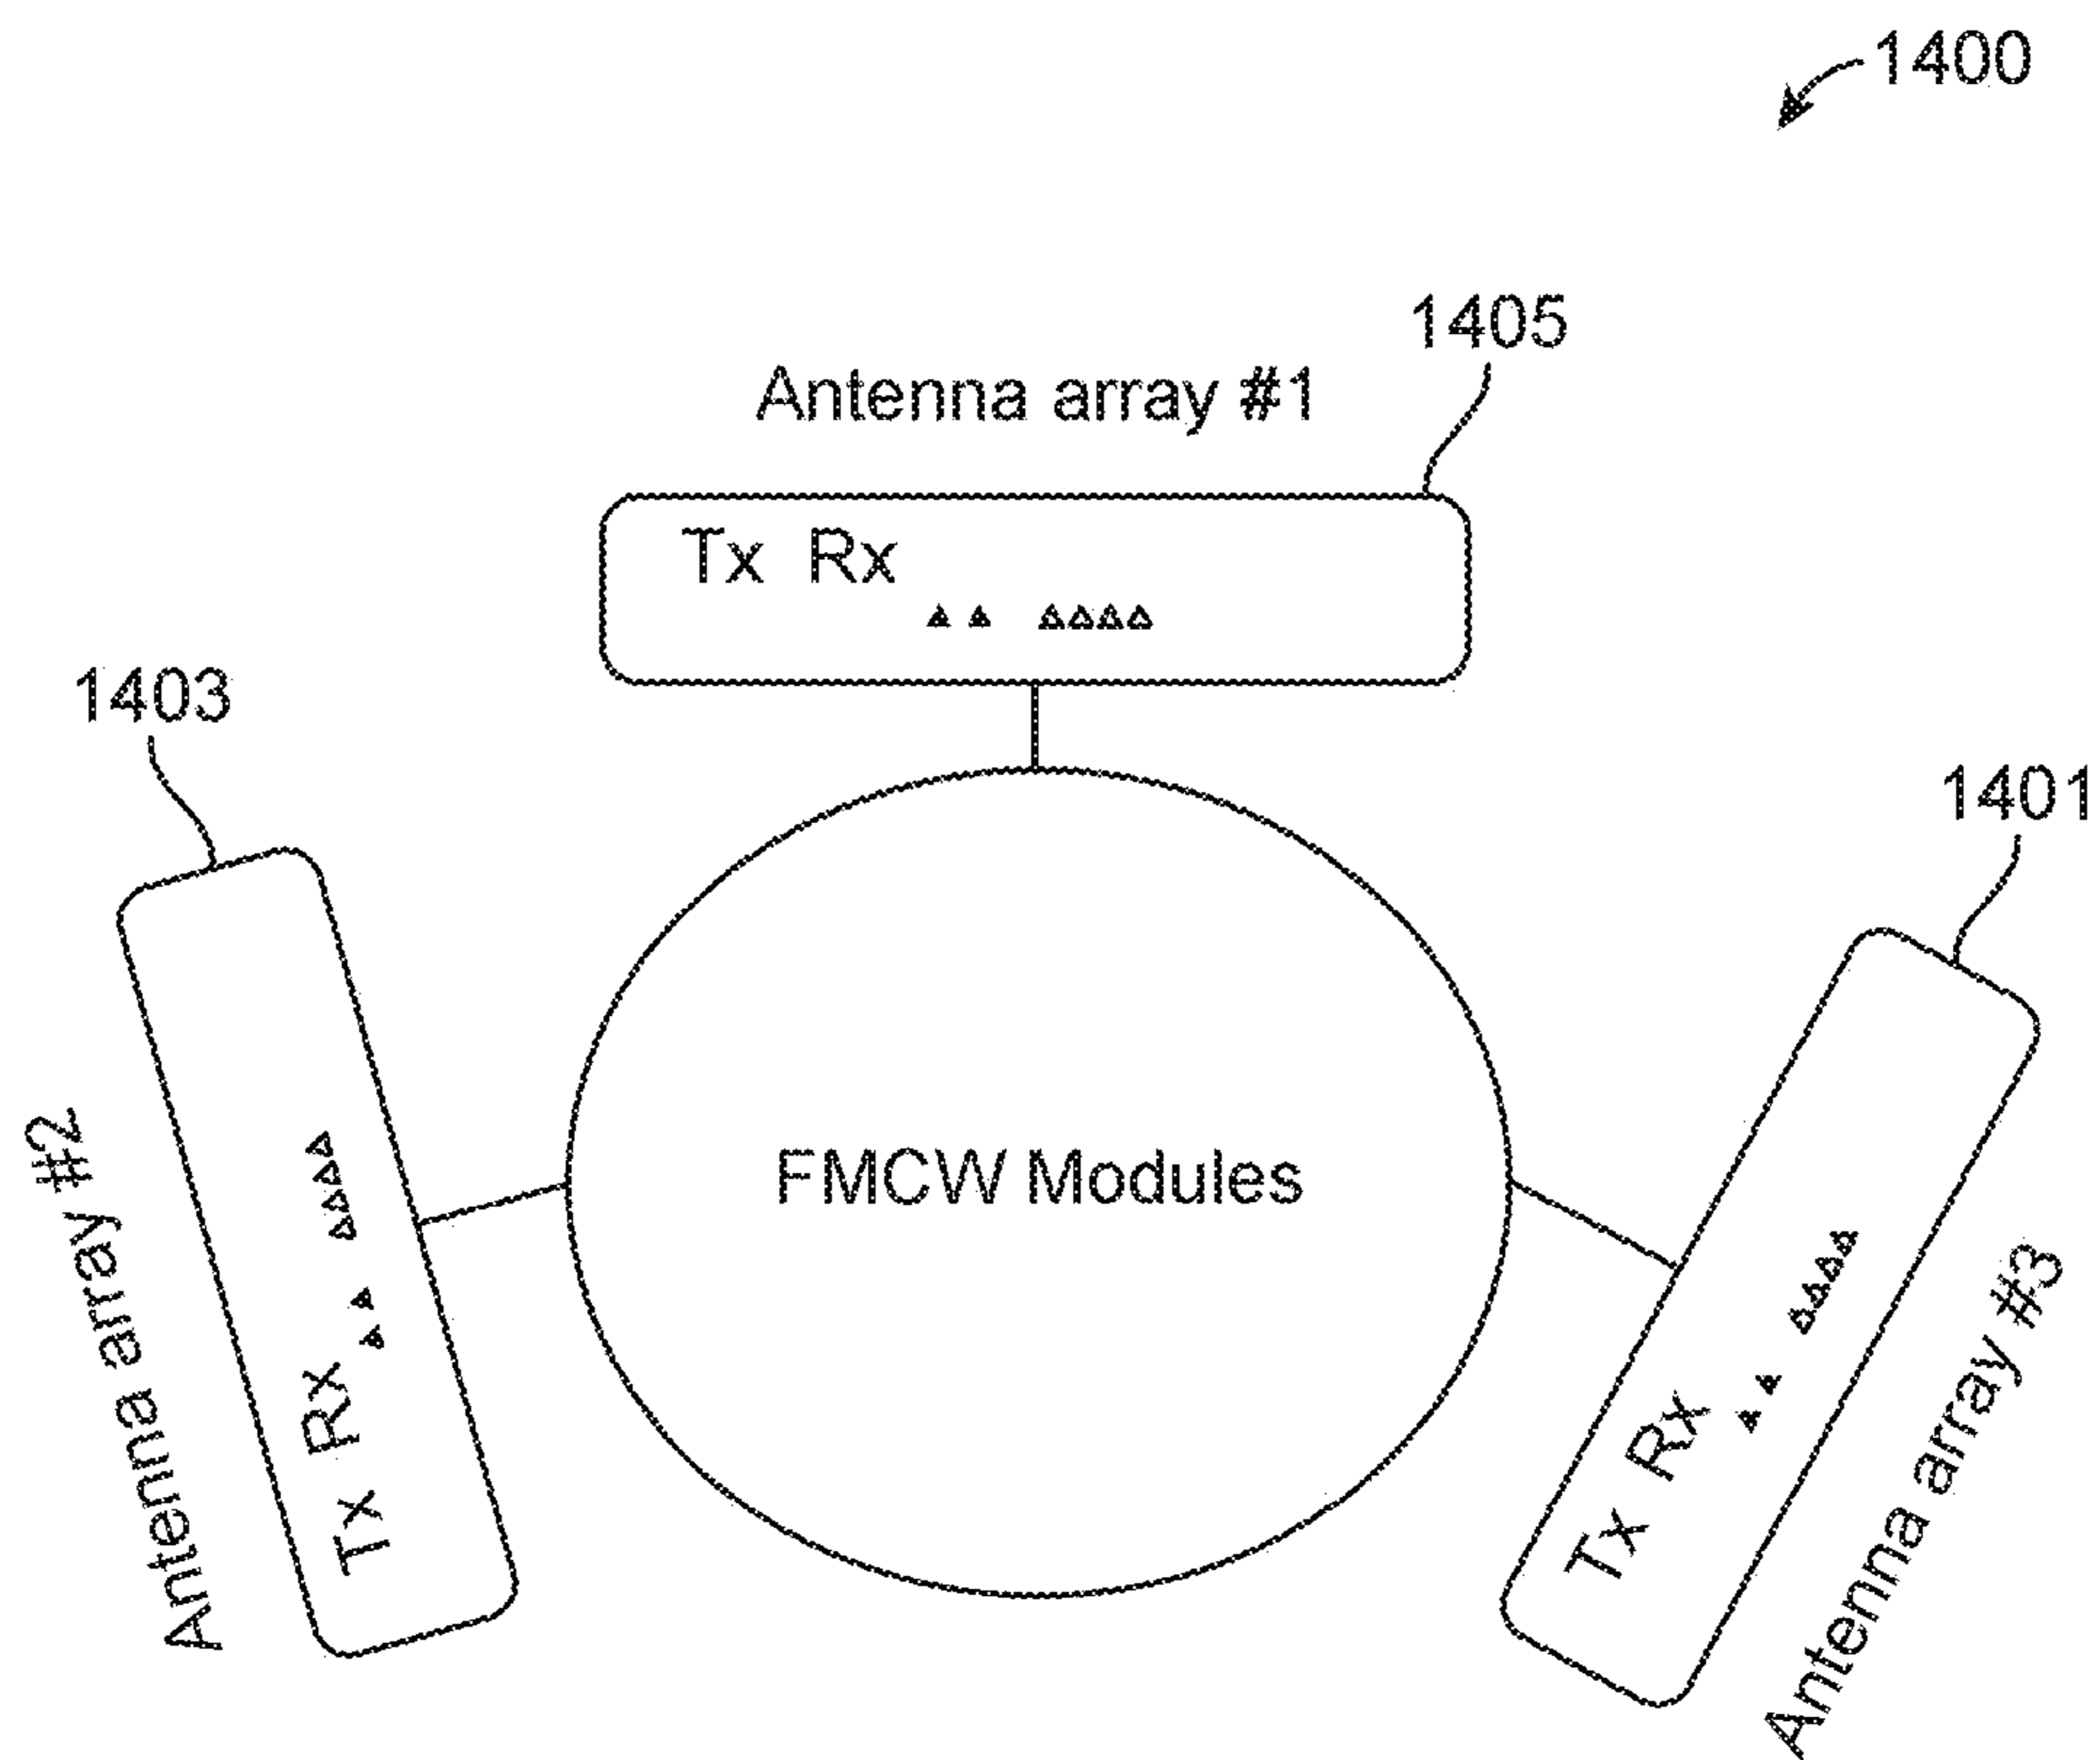 1400
1405
Antenna array #1
Tx Rx
1403
1401
FMCW Modules
Antenna array #2
Tx Rx
Tx Rx
Antenna array #3